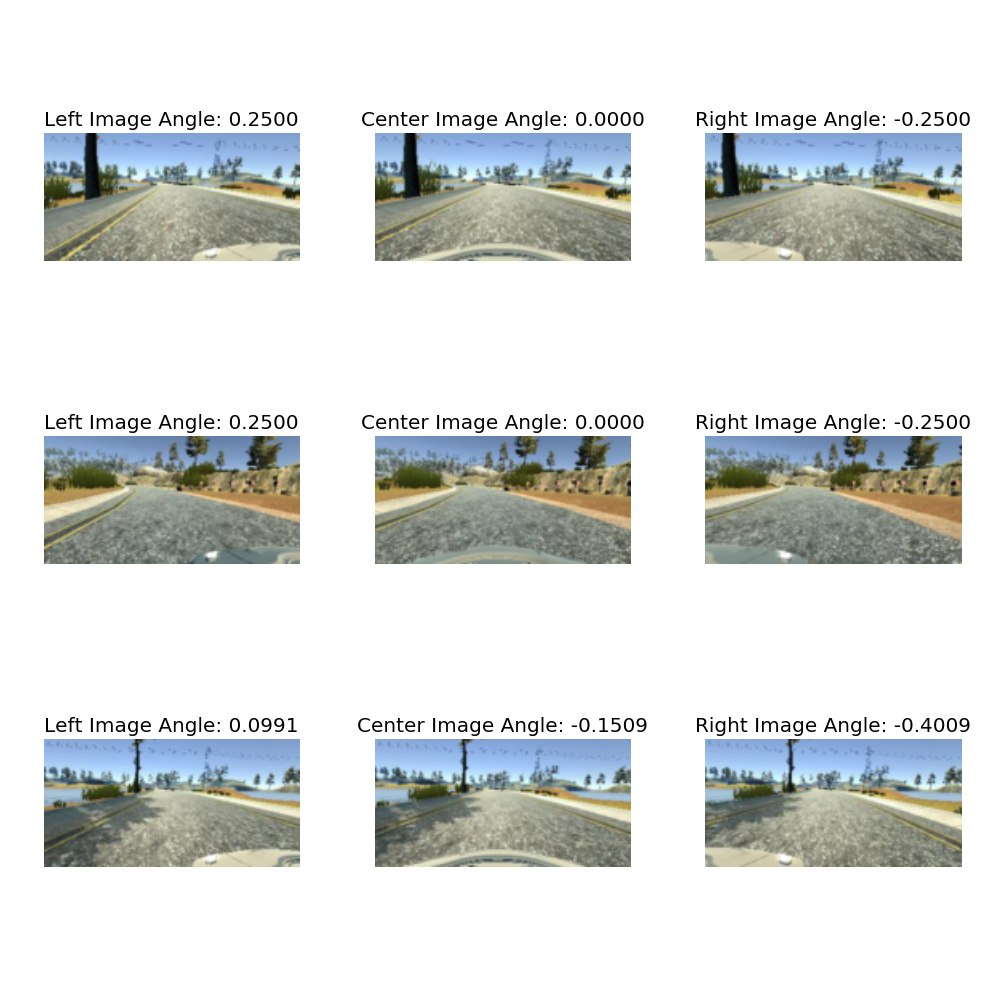 Left Image Angle: 0.2500
Center Image Angle: 0.0000
Right Image Angle: -0.2500
Left Image Angle: 0.2500
Center Image Angle: 0.0000
Right Image Angle: -0.2500
Left Image Angle: 0.0991
Center Image Angle: -0.1509
Right Image Angle: -0.4009